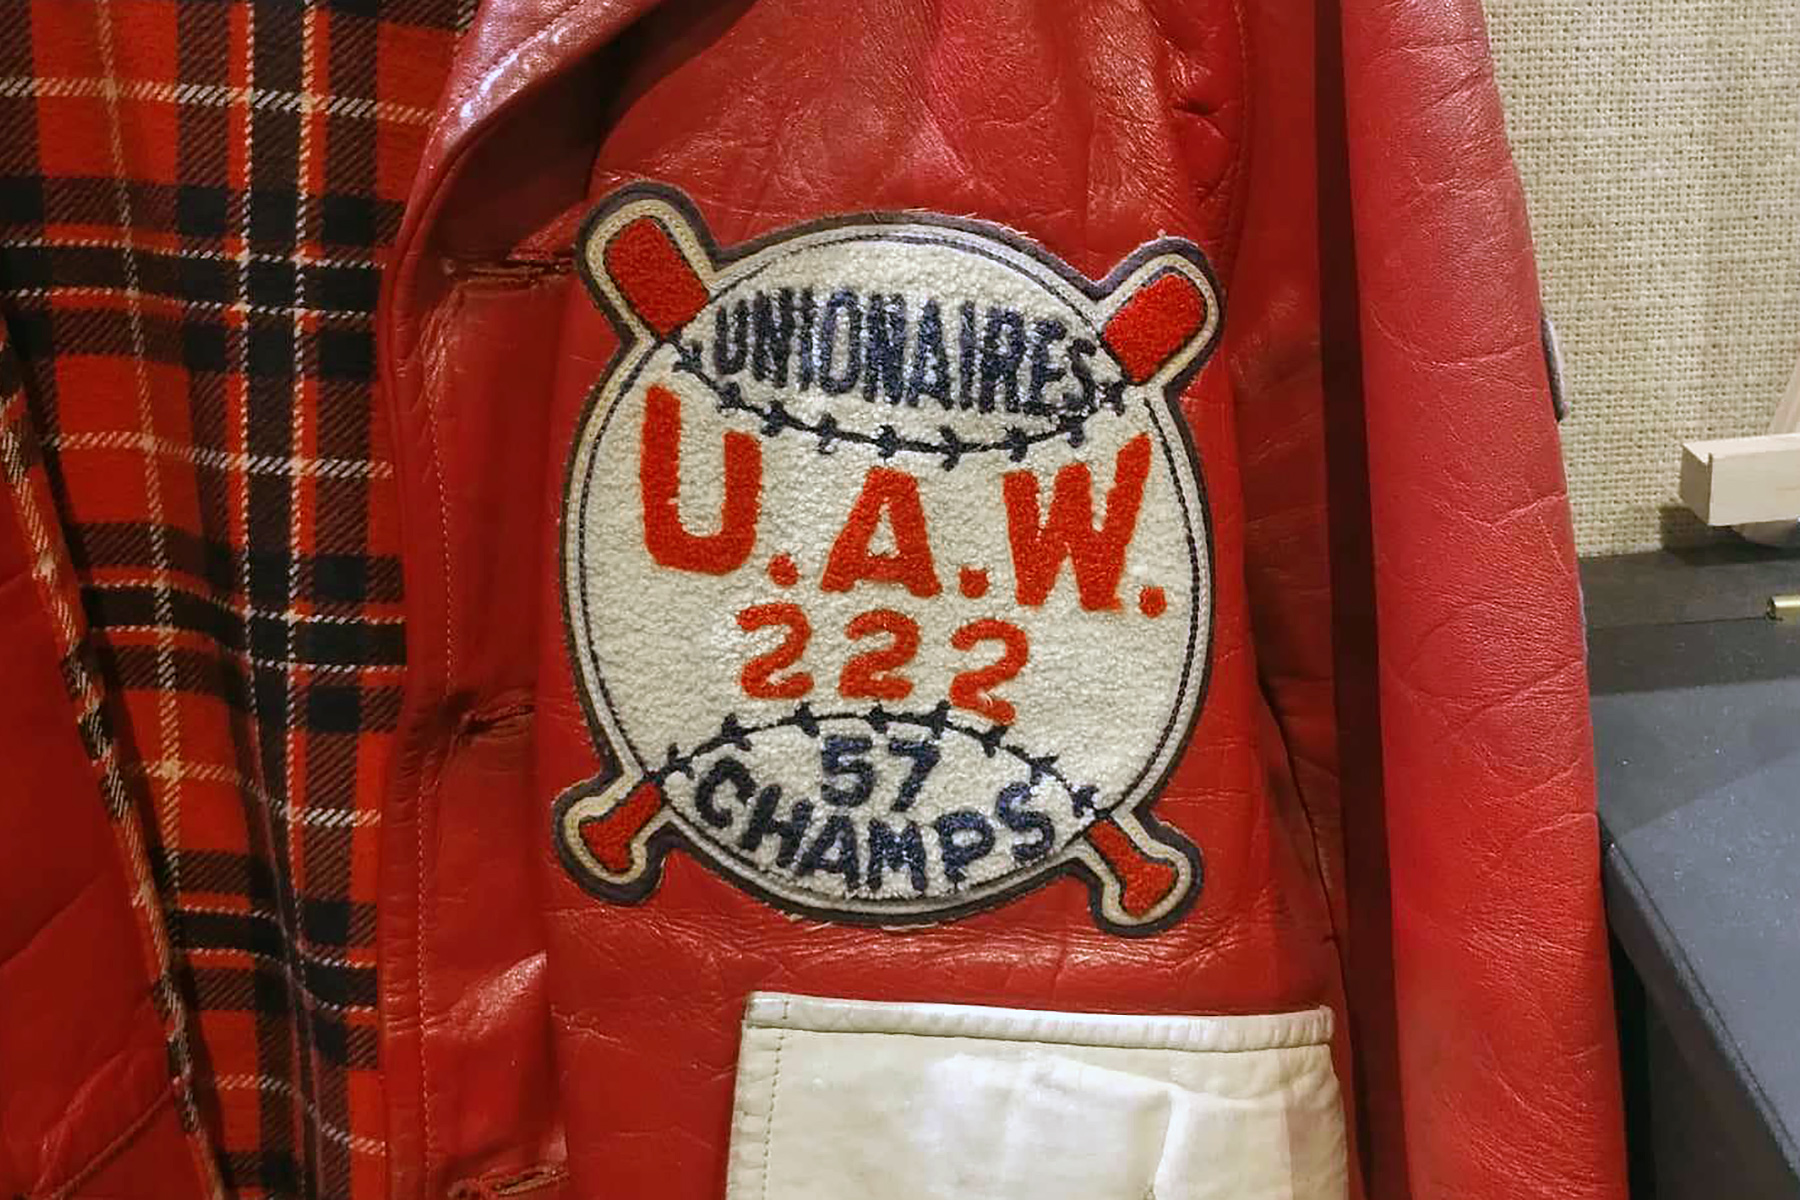 UNIONAIRES
U.A.W.
222
57
CHAMPS